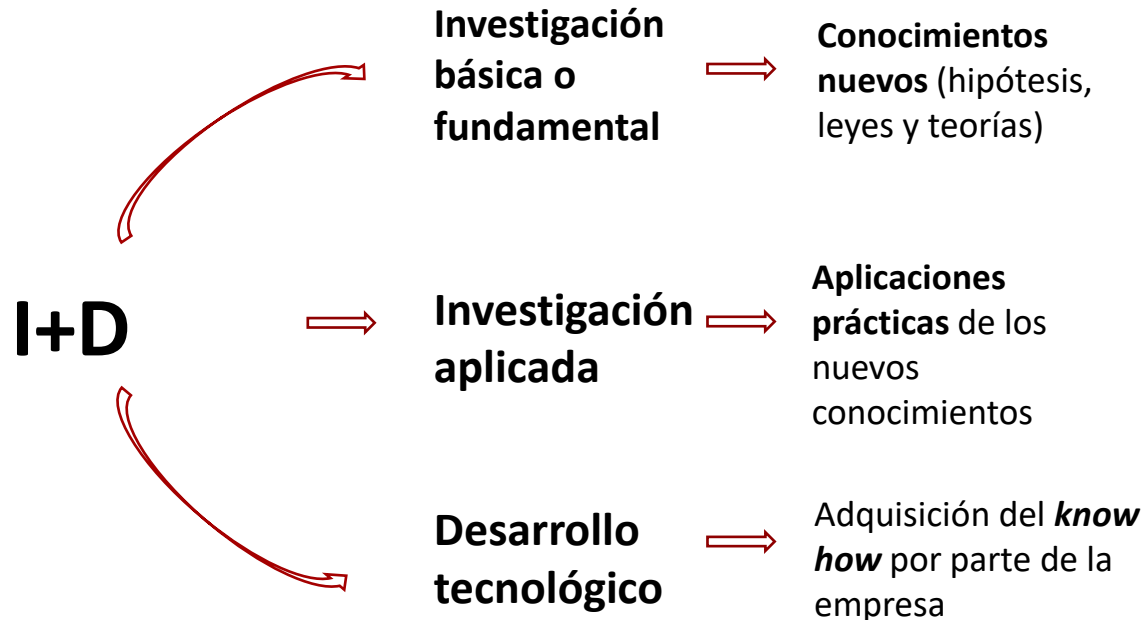 I+D
Investigación
básica o
fundamental
Conocimientos
nuevos (hipótesis,
leyes y teorías)
Investigación
aplicada
Aplicaciones
prácticas de los
nuevos
conocimientos
Desarrollo
tecnológico
Adquisición del know
how por parte de la
empresa